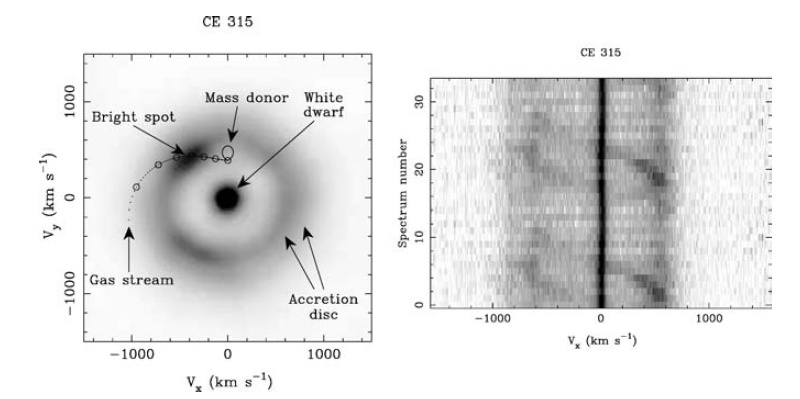 CE 315
Mass donor
White
dwarf
Bright spot
Gas stream
Accretion
disc
1000
0
−1000
V_y (km s⁻¹)
−1000
0
1000
V_x (km s⁻¹)
CE 315
30
20
10
0
Spectrum number
−1000
0
1000
V_x (km s⁻¹)